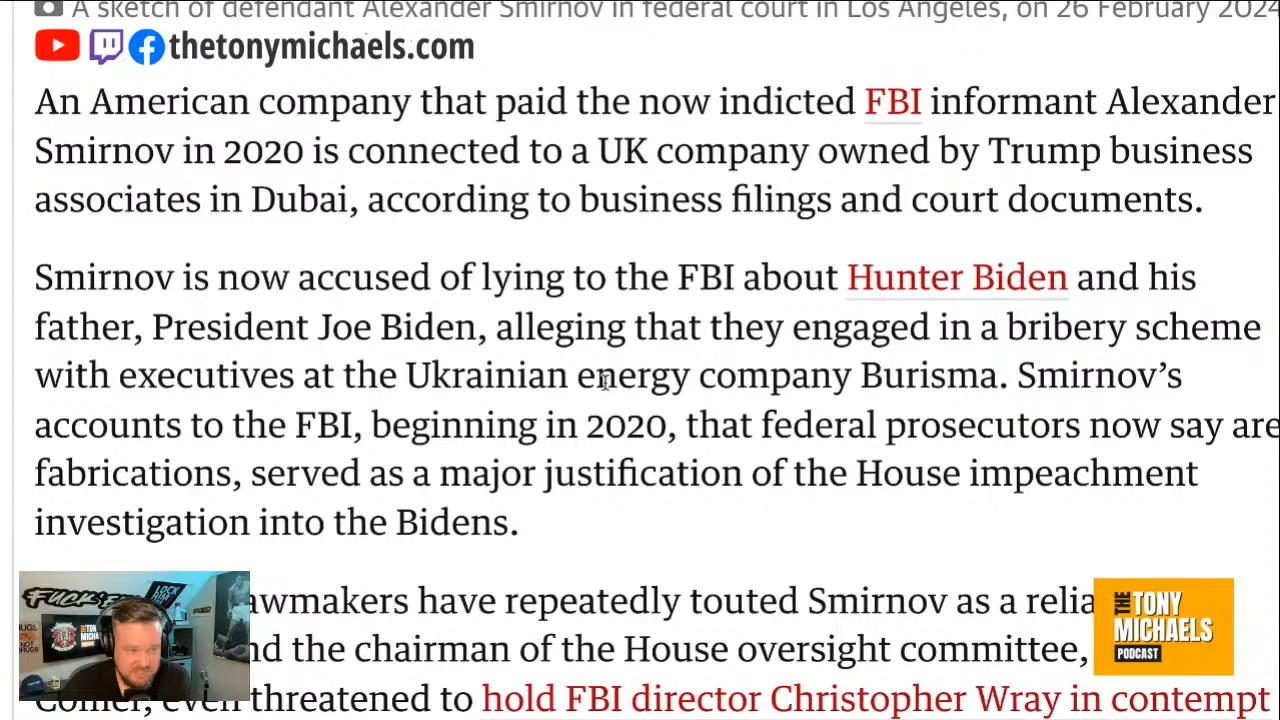 A sketch of defendant Alexander Smirnov in federal court in Los Angeles, on 26 February 2024
thetonymichaels.com
An American company that paid the now indicted FBI informant Alexander
Smirnov in 2020 is connected to a UK company owned by Trump business
associates in Dubai, according to business filings and court documents.
Smirnov is now accused of lying to the FBI about Hunter Biden and his
father, President Joe Biden, alleging that they engaged in a bribery scheme
with executives at the Ukrainian energy company Burisma. Smirnov’s
accounts to the FBI, beginning in 2020, that federal prosecutors now say are
fabrications, served as a major justification of the House impeachment
investigation into the Bidens.
awmakers have repeatedly touted Smirnov as a relia
nd the chairman of the House oversight committee,
Comer, even threatened to hold FBI director Christopher Wray in contempt
LOCK
HIM
THE
TONY
MICHAELS
PODCAST